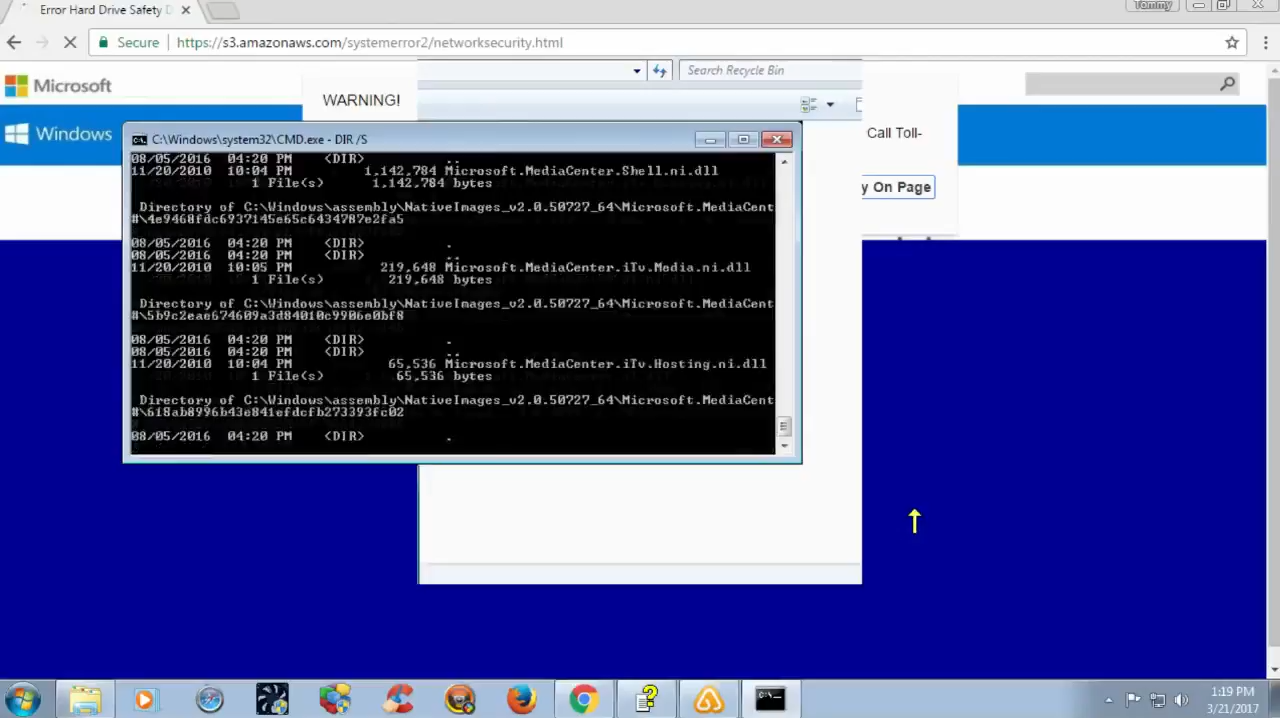 Error Hard Drive Safety D
Tommy
Secure
https://s3.amazonaws.com/systemerror2/networksecurity.html
Microsoft
Search Recycle Bin
WARNING!
Windows
Call Toll-
y On Page
C:\Windows\system32\CMD.exe - DIR /S
08/05/2016 04:20 PM <DIR> ..
11/20/2010 10:04 PM 1,142,784 Microsoft.MediaCenter.Shell.ni.dll
1 File(s) 1,142,784 bytes
Directory of C:\Windows\assembly\NativeImages_v2.0.50727_64\Microsoft.MediaCent
#\4e9468fdc6937145e65c6434787e2fa5
08/05/2016 04:20 PM <DIR> .
08/05/2016 04:20 PM <DIR> ..
11/20/2010 10:05 PM 219,648 Microsoft.MediaCenter.iTv.Media.ni.dll
1 File(s) 219,648 bytes
Directory of C:\Windows\assembly\NativeImages_v2.0.50727_64\Microsoft.MediaCent
#\5b9c2eae674609a3d84010c9906e0bf8
08/05/2016 04:20 PM <DIR> .
08/05/2016 04:20 PM <DIR> ..
11/20/2010 10:04 PM 65,536 Microsoft.MediaCenter.iTv.Hosting.ni.dll
1 File(s) 65,536 bytes
Directory of C:\Windows\assembly\NativeImages_v2.0.50727_64\Microsoft.MediaCent
#\618ab8996b43e841efdcfb273393fc02
08/05/2016 04:20 PM <DIR> .
1:19 PM
3/21/2017